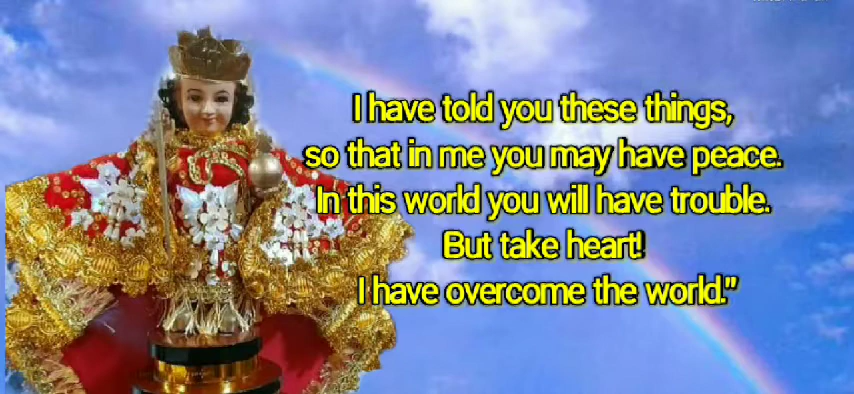 I have told you these things,
so that in me you may have peace.
In this world you will have trouble.
But take heart!
I have overcome the world."